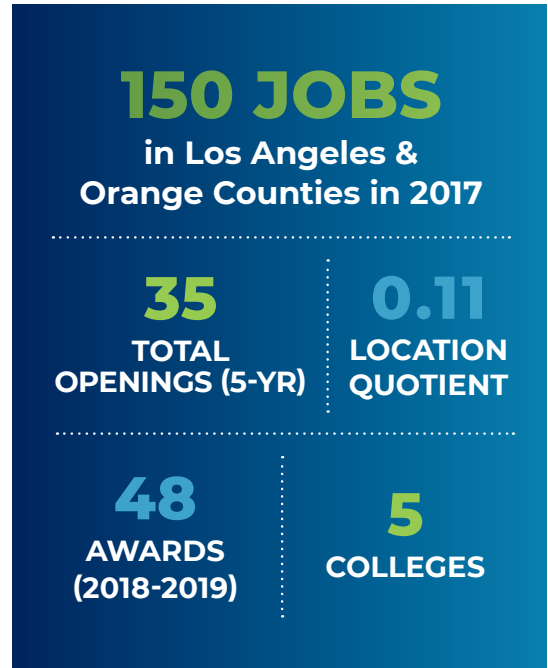 150 JOBS
in Los Angeles &
Orange Counties in 2017
35
TOTAL
OPENINGS (5-YR)
0.11
LOCATION
QUOTIENT
48
AWARDS
(2018-2019)
5
COLLEGES